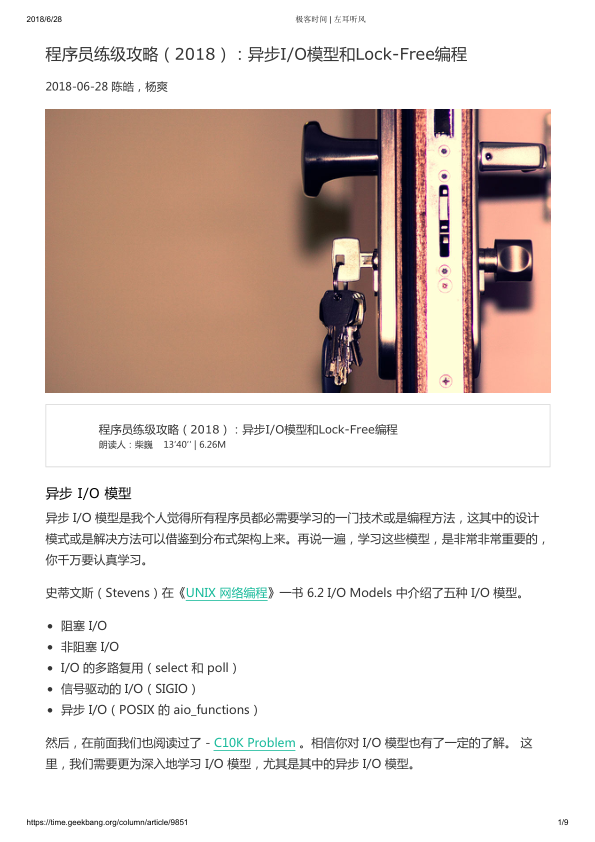 2018/6/28
极客时间 | 左耳听风
程序员练级攻略（2018）：异步I/O模型和Lock-Free编程
2018-06-28 陈皓，杨爽
程序员练级攻略（2018）：异步I/O模型和Lock-Free编程
朗读人：柴巍 13′40′′ | 6.26M
异步 I/O 模型
异步 I/O 模型是我个人觉得所有程序员都必需要学习的一门技术或是编程方法，这其中的设计
模式或是解决方法可以借鉴到分布式架构上来。再说一遍，学习这些模型，是非常非常重要的，
你千万要认真学习。
史蒂文斯（Stevens）在《UNIX 网络编程》一书 6.2 I/O Models 中介绍了五种 I/O 模型。
• 阻塞 I/O
• 非阻塞 I/O
• I/O 的多路复用（select 和 poll）
• 信号驱动的 I/O（SIGIO）
• 异步 I/O（POSIX 的 aio_functions）
然后，在前面我们也阅读过了 - C10K Problem 。相信你对 I/O 模型也有了一定的了解。 这
里，我们需要更为深入地学习 I/O 模型，尤其是其中的异步 I/O 模型。
https://time.geekbang.org/column/article/9851
1/9